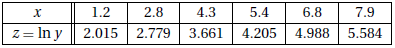 x 1.2 2.8 4.3 5.4 6.8 7.9
z = ln y 2.015 2.779 3.661 4.205 4.988 5.584